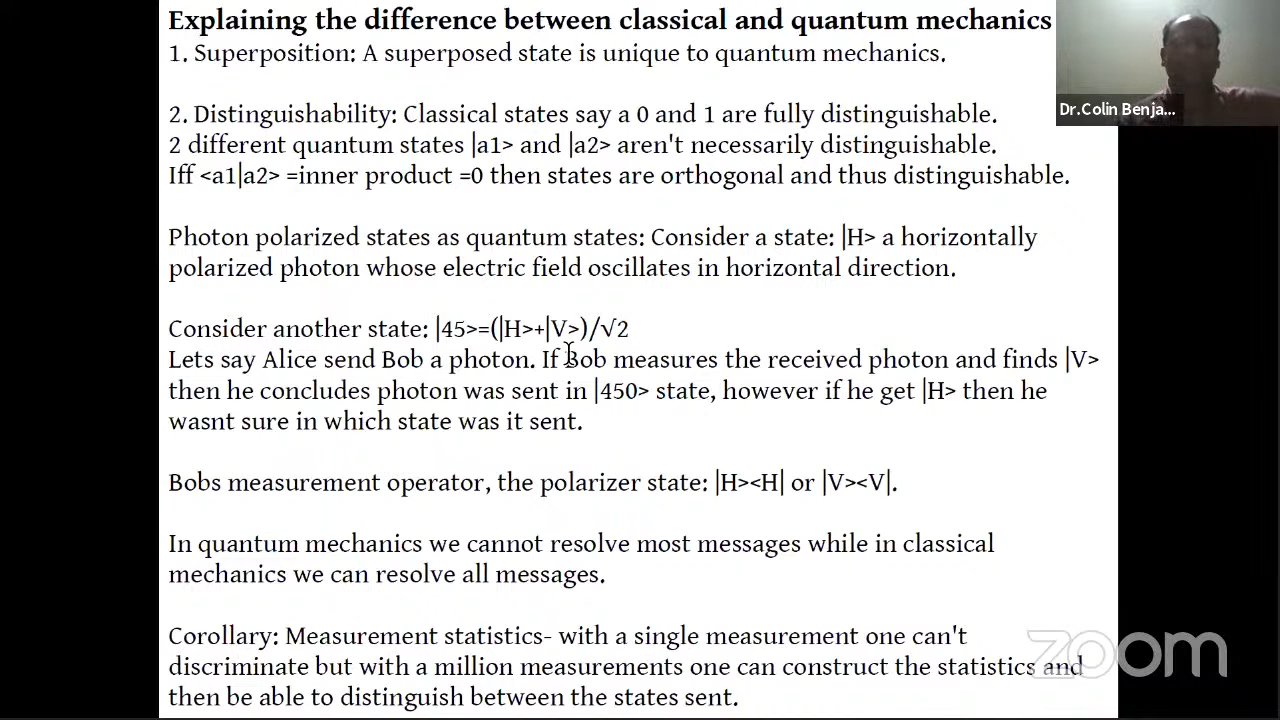 Explaining the difference between classical and quantum mechanics
1. Superposition: A superposed state is unique to quantum mechanics.
Dr.Colin Benja...
2. Distinguishability: Classical states say a 0 and 1 are fully distinguishable.
2 different quantum states |a1> and |a2> aren't necessarily distinguishable.
Iff <a1|a2> =inner product =0 then states are orthogonal and thus distinguishable.
Photon polarized states as quantum states: Consider a state: |H> a horizontally
polarized photon whose electric field oscillates in horizontal direction.
Consider another state: |45>=(|H>+|V>)/√2
Lets say Alice send Bob a photon. If Bob measures the received photon and finds |V>
then he concludes photon was sent in |450> state, however if he get |H> then he
wasnt sure in which state was it sent.
Bobs measurement operator, the polarizer state: |H><H| or |V><V|.
In quantum mechanics we cannot resolve most messages while in classical
mechanics we can resolve all messages.
Corollary: Measurement statistics- with a single measurement one can't
discriminate but with a million measurements one can construct the statistics and
then be able to distinguish between the states sent.
zoom